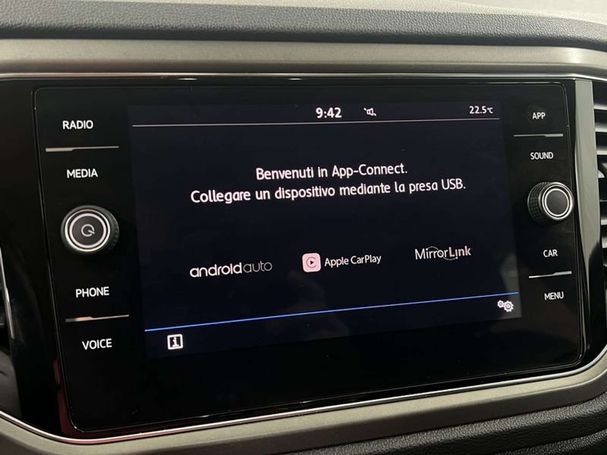 RADIO
MEDIA
PHONE
VOICE
9:42
22.5°C
Benvenuti in App-Connect.
Collegare un dispositivo mediante la presa USB.
androidauto
Apple CarPlay
MirrorLink
APP
SOUND
CAR
MENU